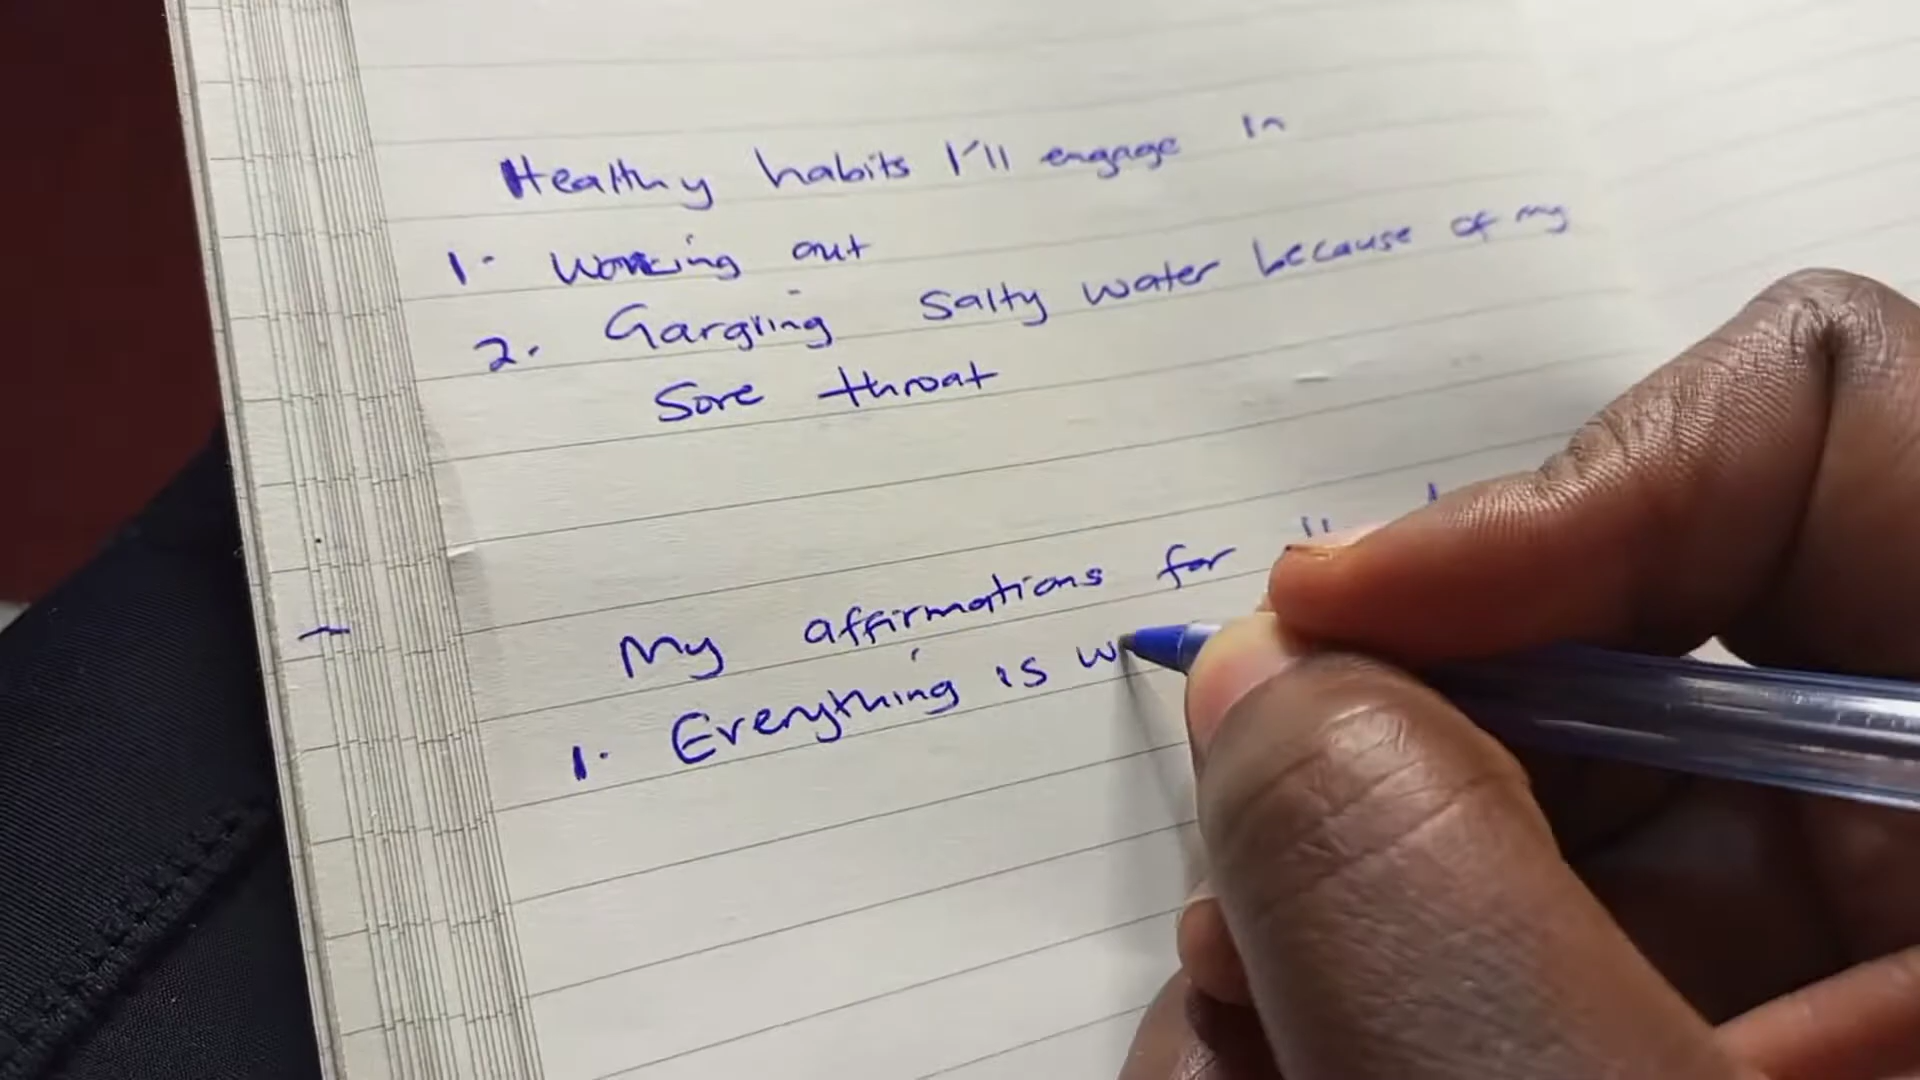 Healthy habits I'll engage in
1. Working out
2. Gargling salty water because of my
sore throat
My affirmations for
1. Everything is w